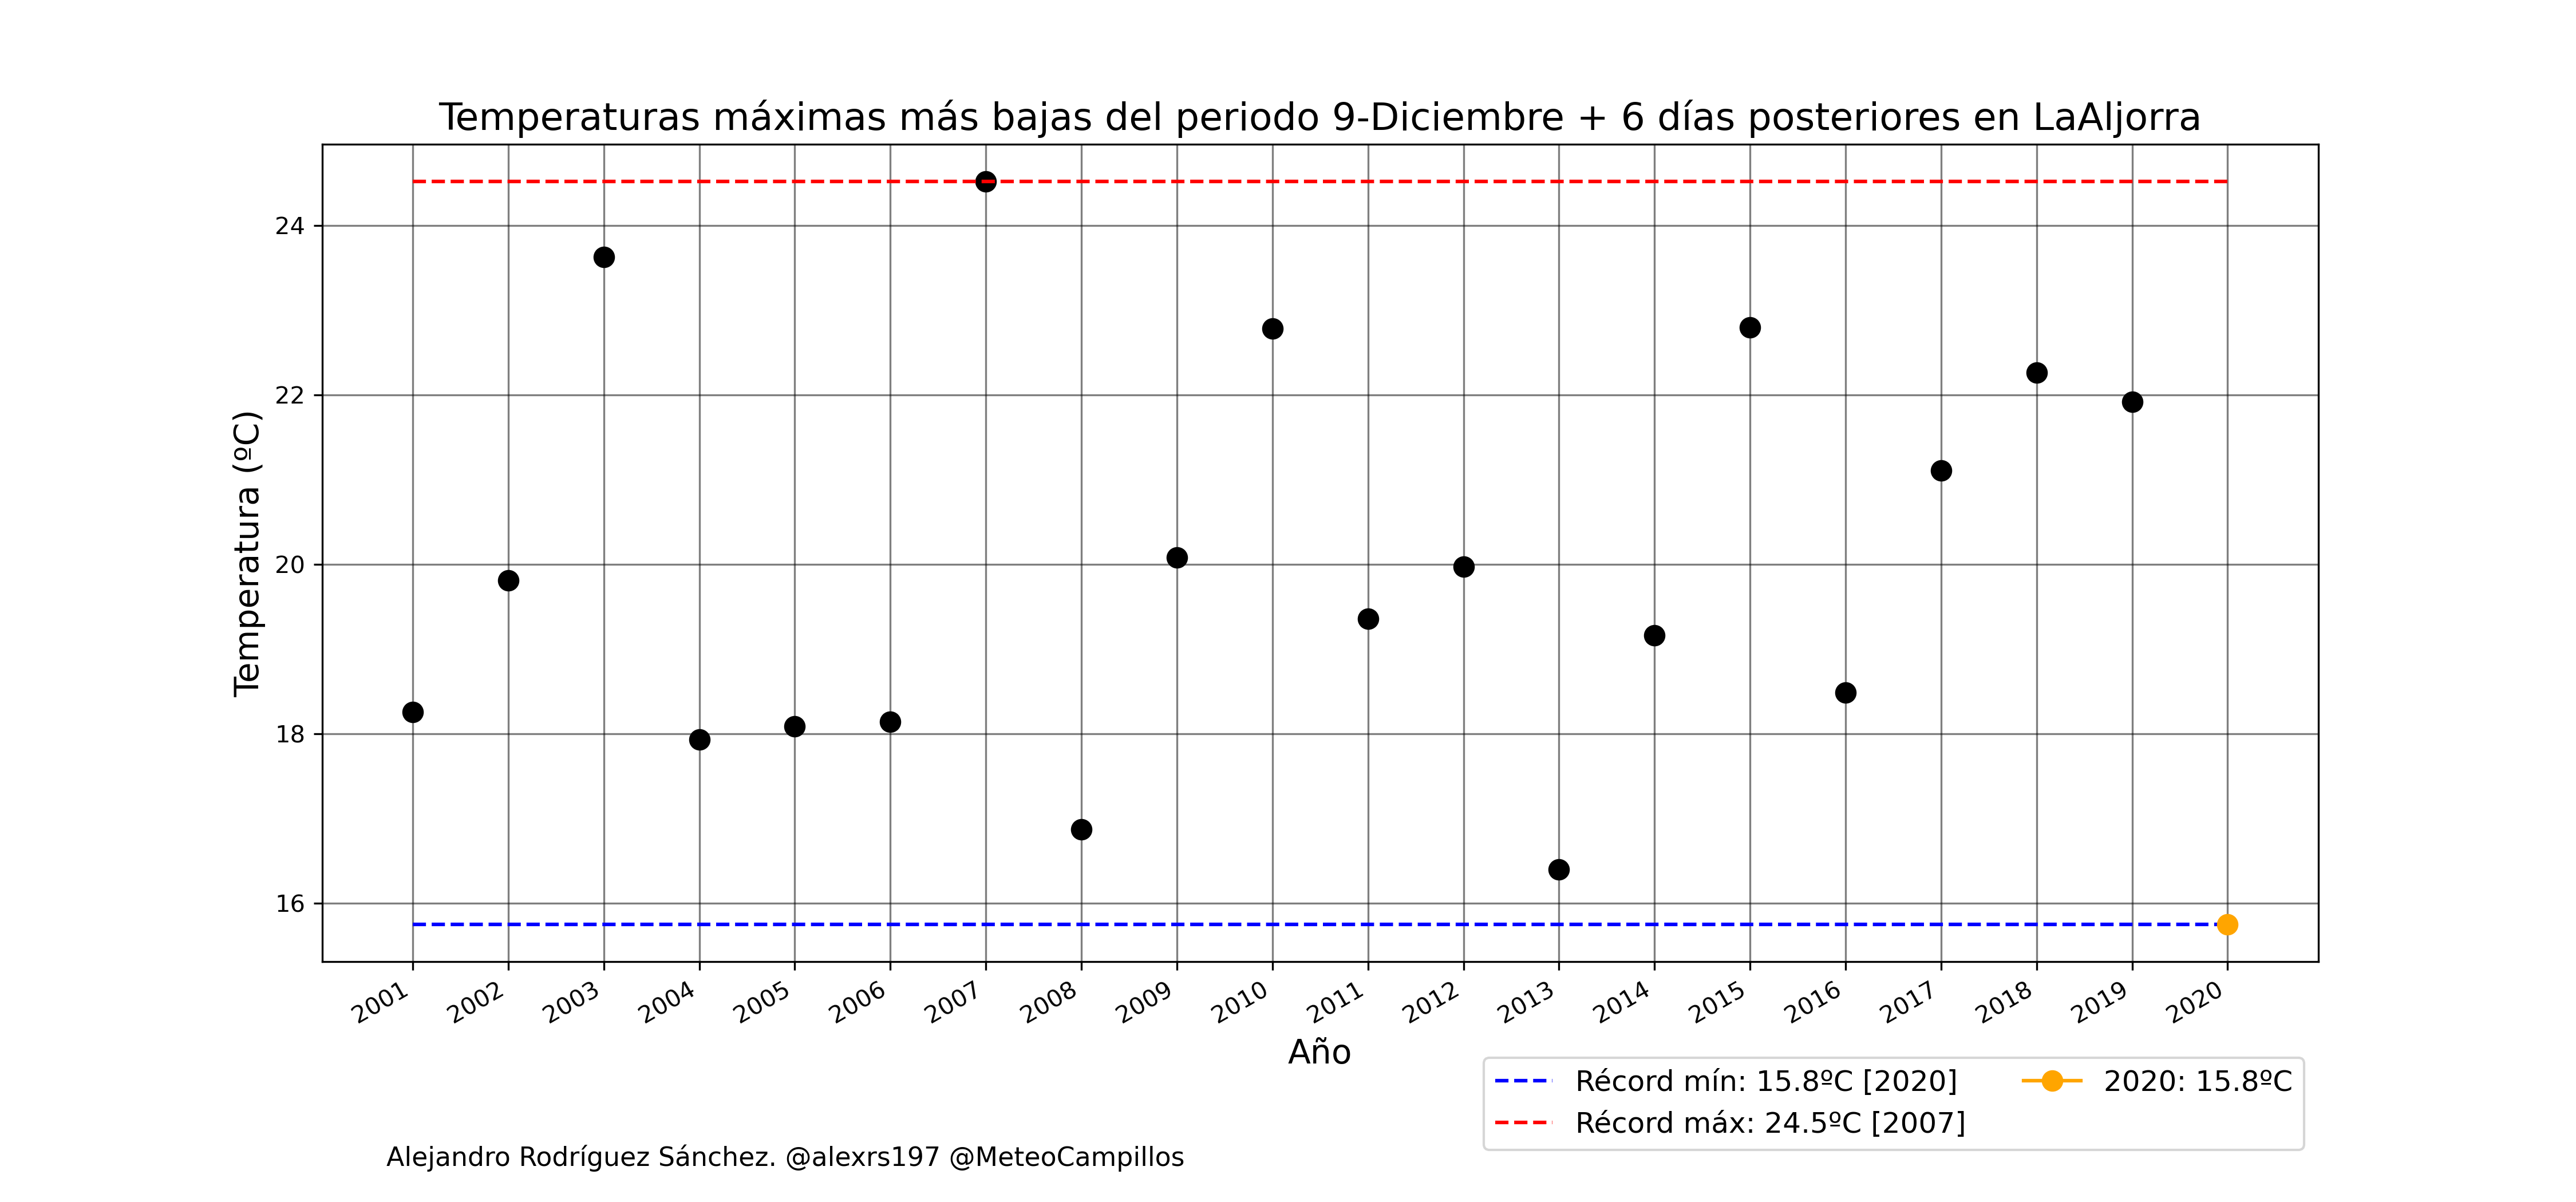 Temperaturas máximas más bajas del periodo 9-Diciembre + 6 días posteriores en LaAljorra
Temperatura (ºC)
24
22
20
18
16
2001 2002 2003 2004 2005 2006 2007 2008 2009 2010 2011 2012 2013 2014 2015 2016 2017 2018 2019 2020
Año
Récord mín: 15.8ºC [2020]
Récord máx: 24.5ºC [2007]
2020: 15.8ºC
Alejandro Rodríguez Sánchez. @alexrs197 @MeteoCampillos